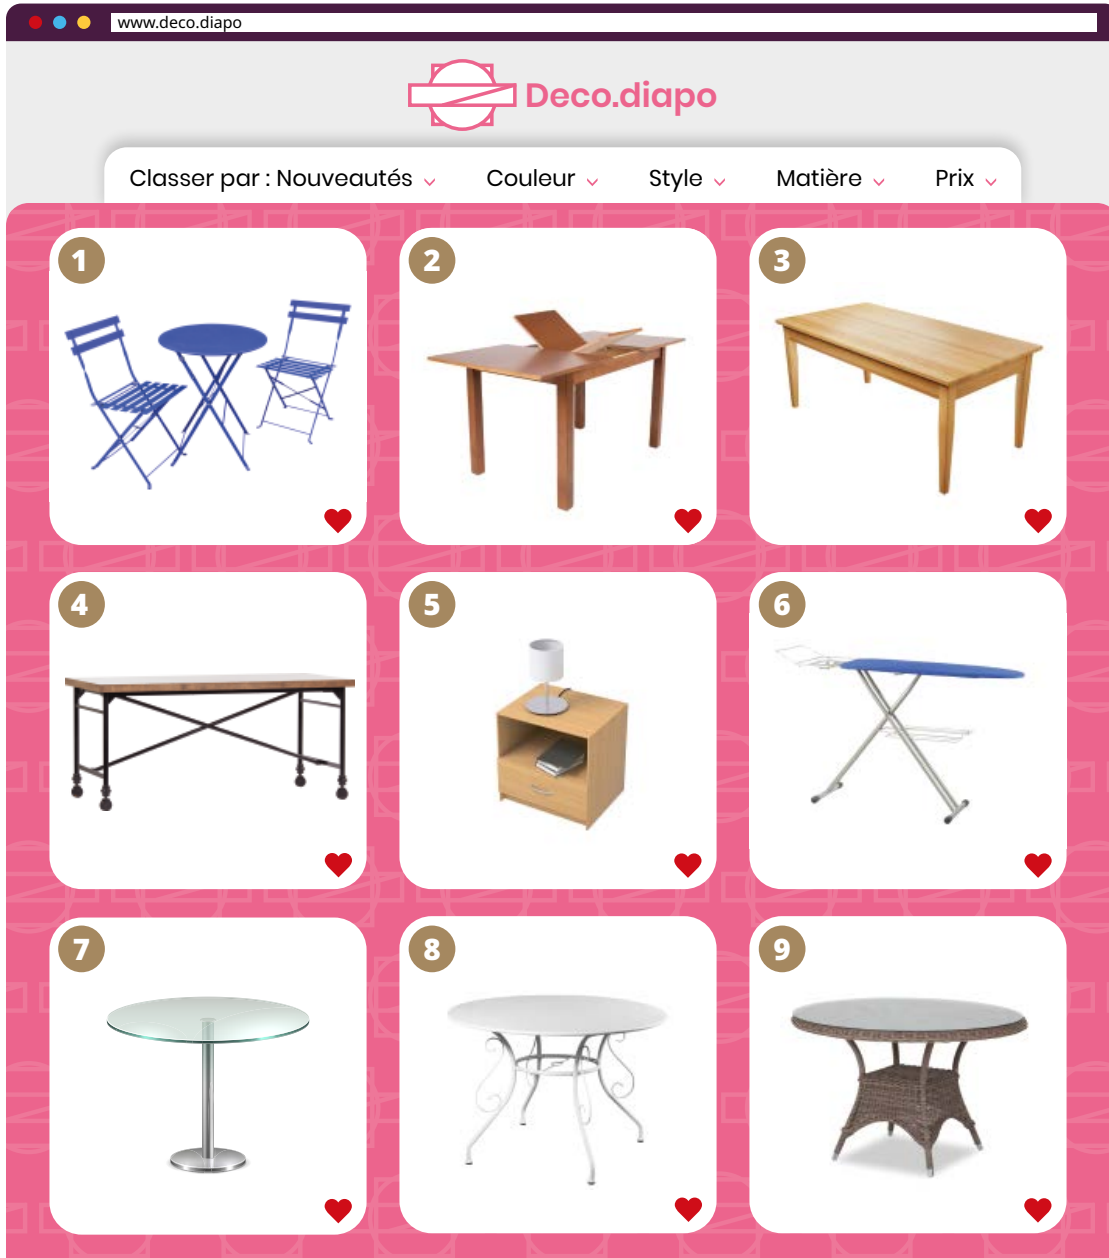 www.deco.diapo
Deco.diapo
Classer par : Nouveautés Couleur Style Matière Prix
1 2 3
4 5 6
7 8 9